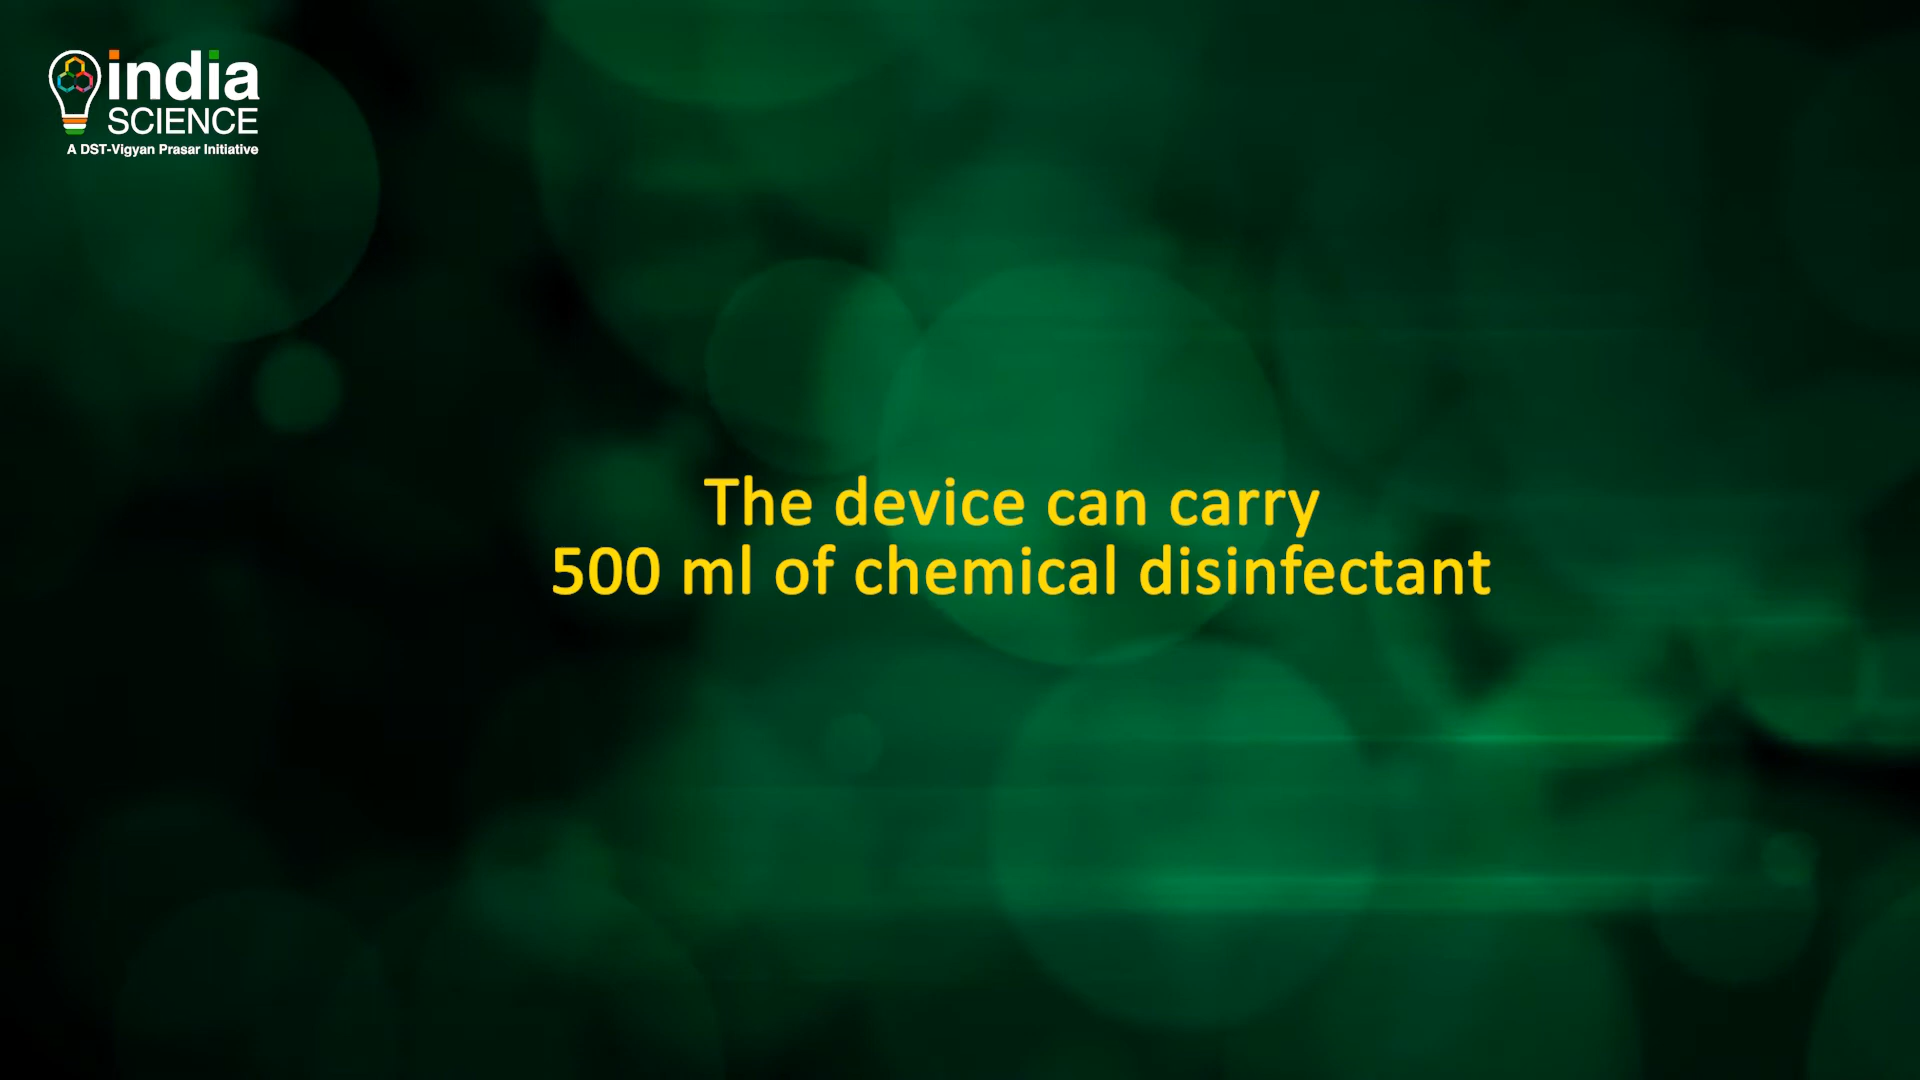 india
SCIENCE
A DST-Vigyan Prasar Initiative
The device can carry
500 ml of chemical disinfectant